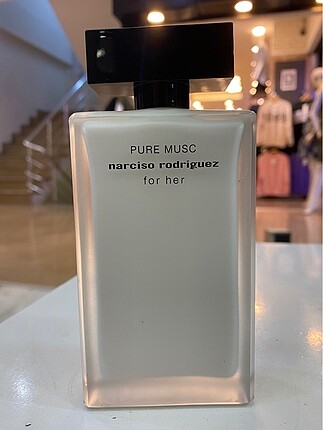 PURE MUSC
narciso rodriguez
for her